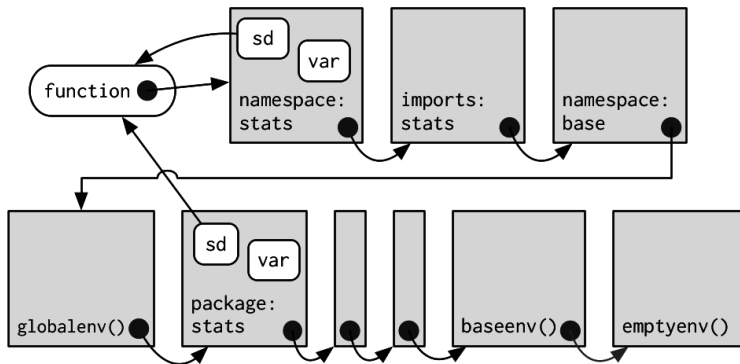 sd
var
function
namespace:
stats
imports:
stats
namespace:
base
sd
var
package:
stats
globalenv()
baseenv()
emptyenv()